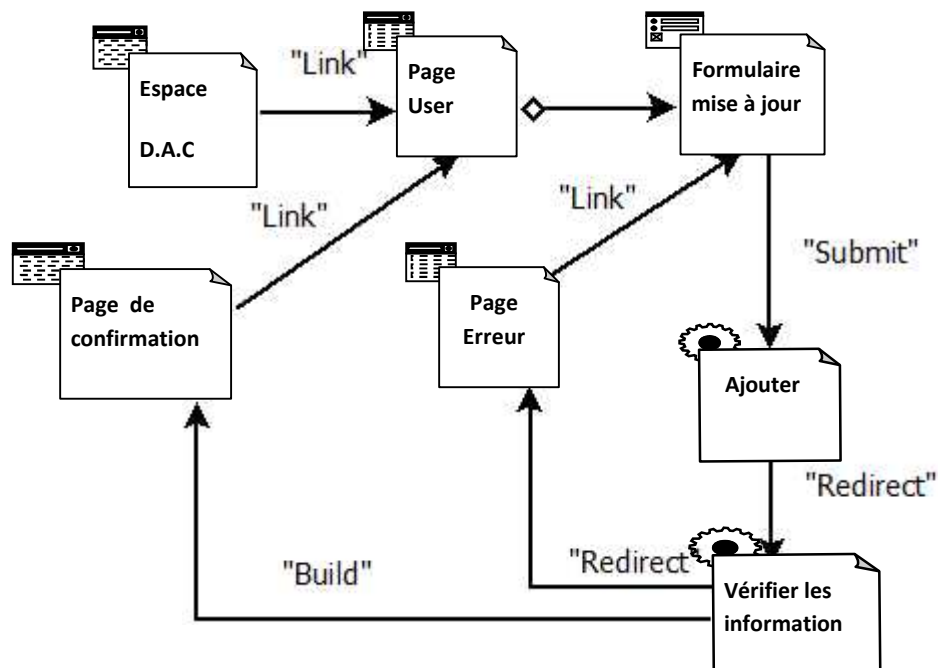 "Link"
Espace
D.A.C
Page
User
Formulaire
mise à jour
"Link"
"Link"
"Submit"
Page de
confirmation
Page
Erreur
Ajouter
"Redirect"
"Build"
"Redirect
Vérifier les
information